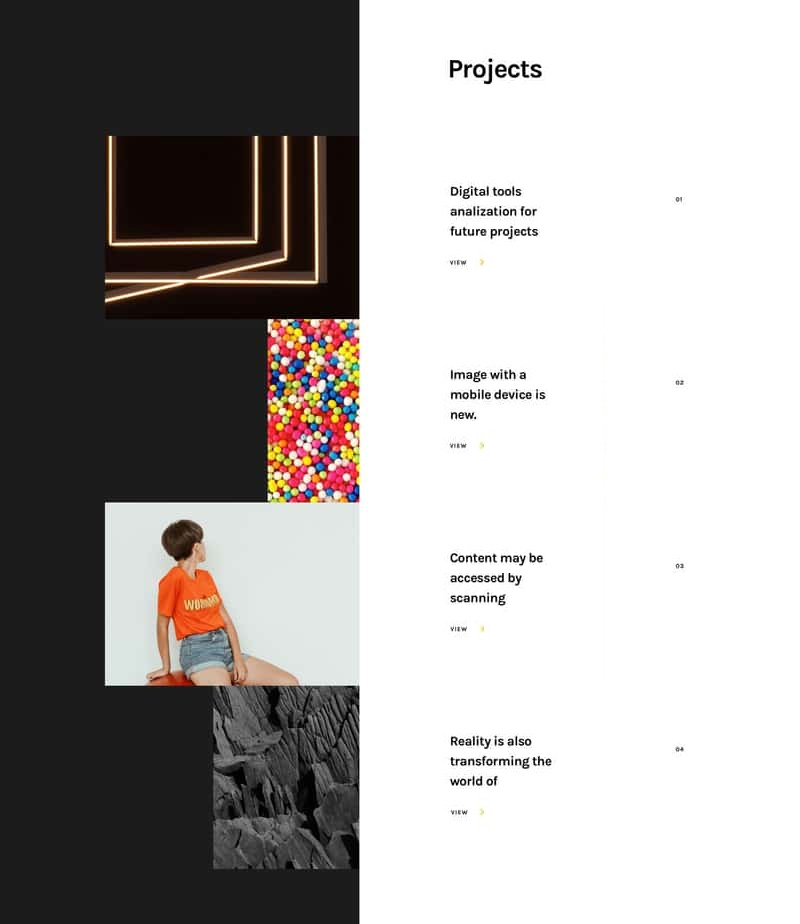 Projects
Digital tools
analization for
future projects
VIEW
01
Image with a
mobile device is
new.
VIEW
02
Content may be
accessed by
scanning
VIEW
03
Reality is also
transforming the
world of
VIEW
04